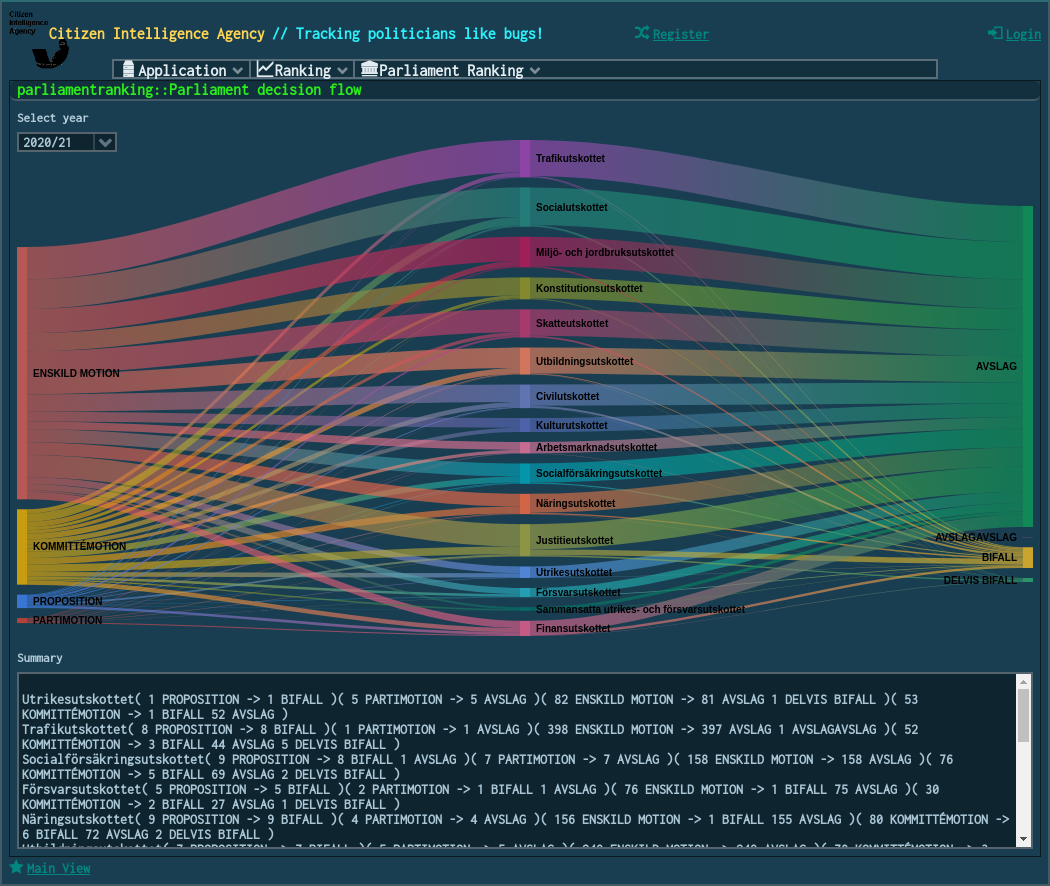 Citizen
Intelligence
Agency
Citizen Intelligence Agency // Tracking politicians like bugs!
Register
Login
Application
Ranking
Parliament Ranking
parliamentranking::Parliament decision flow
Select year
2020/21
Trafikutskottet
Socialutskottet
Miljö- och jordbruksutskottet
Konstitutionsutskottet
Skatteutskottet
Utbildningsutskottet
ENSKILD MOTION
AVSLAG
Civilutskottet
Kulturutskottet
Arbetsmarknadsutskottet
Socialförsäkringsutskottet
Näringsutskottet
Justitieutskottet
AVSLAGAVSLAG
KOMMITTÉMOTION
BIFALL
Utrikesutskottet
DELVIS BIFALL
Försvarsutskottet
PROPOSITION
Sammansatta utrikes- och försvarsutskottet
PARTIMOTION
Finansutskottet
Summary
Utrikesutskottet( 1 PROPOSITION -> 1 BIFALL )( 5 PARTIMOTION -> 5 AVSLAG )( 82 ENSKILD MOTION -> 81 AVSLAG 1 DELVIS BIFALL )( 53
KOMMITTÉMOTION -> 1 BIFALL 52 AVSLAG )
Trafikutskottet( 8 PROPOSITION -> 8 BIFALL )( 1 PARTIMOTION -> 1 AVSLAG )( 398 ENSKILD MOTION -> 397 AVSLAG 1 AVSLAGAVSLAG )( 52
KOMMITTÉMOTION -> 3 BIFALL 44 AVSLAG 5 DELVIS BIFALL )
Socialförsäkringsutskottet( 9 PROPOSITION -> 8 BIFALL 1 AVSLAG )( 7 PARTIMOTION -> 7 AVSLAG )( 158 ENSKILD MOTION -> 158 AVSLAG )( 76
KOMMITTÉMOTION -> 5 BIFALL 69 AVSLAG 2 DELVIS BIFALL )
Försvarsutskottet( 5 PROPOSITION -> 5 BIFALL )( 2 PARTIMOTION -> 1 BIFALL 1 AVSLAG )( 76 ENSKILD MOTION -> 1 BIFALL 75 AVSLAG )( 30
KOMMITTÉMOTION -> 2 BIFALL 27 AVSLAG 1 DELVIS BIFALL )
Näringsutskottet( 9 PROPOSITION -> 9 BIFALL )( 4 PARTIMOTION -> 4 AVSLAG )( 156 ENSKILD MOTION -> 1 BIFALL 155 AVSLAG )( 80 KOMMITTÉMOTION ->
6 BIFALL 72 AVSLAG 2 DELVIS BIFALL )
Main View